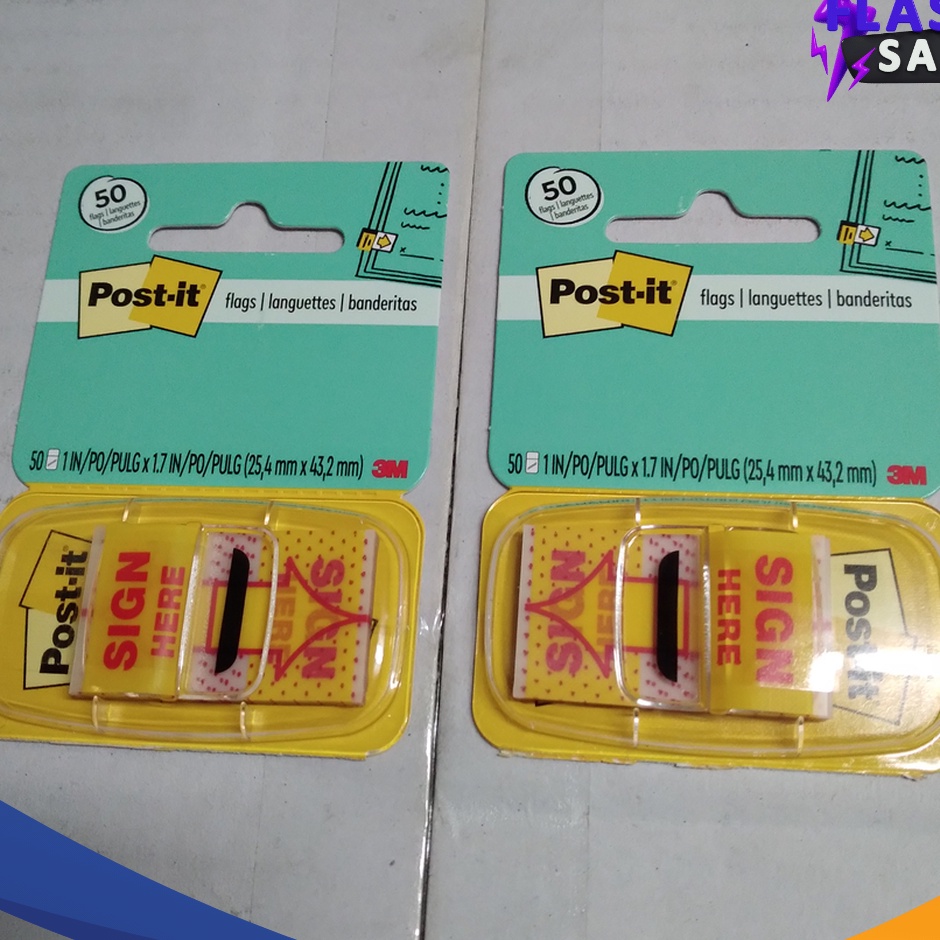 FLAS
SA
50
flags | languettes
| banderitas
Post-it
flags | languettes | banderitas
50 1 IN/PO/PULG x 1.7 IN/PO/PULG (25,4 mm x 43,2 mm) 3M
Post-it
SIGN
HERE
SIGN
HERE
50
flags | languettes
| banderitas
Post-it
flags | languettes | banderitas
50 1 IN/PO/PULG x 1.7 IN/PO/PULG (25,4 mm x 43,2 mm) 3M
SIGN
HERE
SIGN
HERE
Post-it